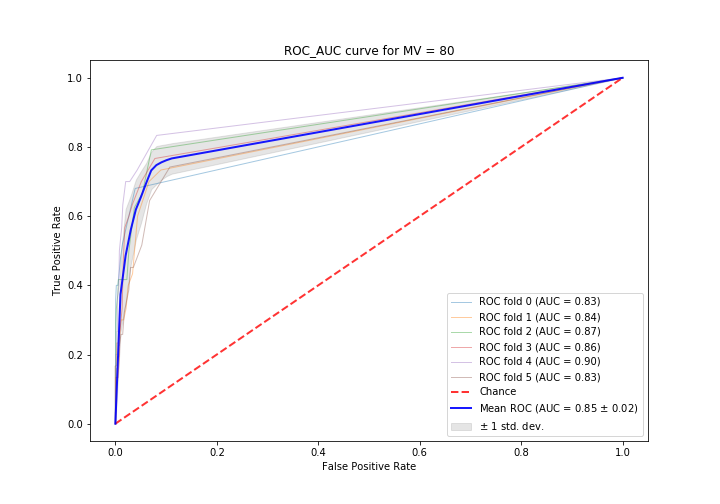 ROC_AUC curve for MV = 80
True Positive Rate
1.0
0.8
0.6
0.4
0.2
0.0
0.0 0.2 0.4 0.6 0.8 1.0
False Positive Rate
ROC fold 0 (AUC = 0.83)
ROC fold 1 (AUC = 0.84)
ROC fold 2 (AUC = 0.87)
ROC fold 3 (AUC = 0.86)
ROC fold 4 (AUC = 0.90)
ROC fold 5 (AUC = 0.83)
Chance
Mean ROC (AUC = 0.85 ± 0.02)
± 1 std. dev.